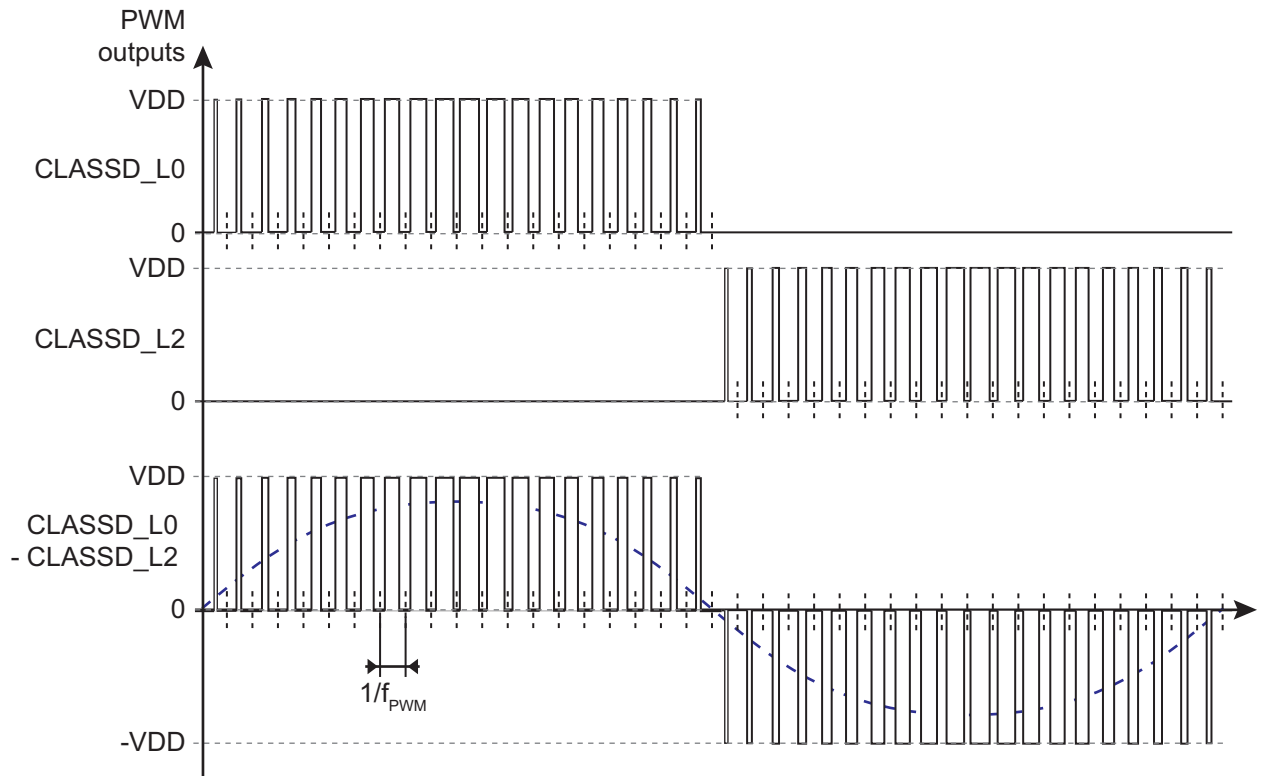 PWM
outputs
VDD
CLASSD_L0
0
VDD
CLASSD_L2
0
VDD
CLASSD_L0
- CLASSD_L2
0
1/fPWM
-VDD